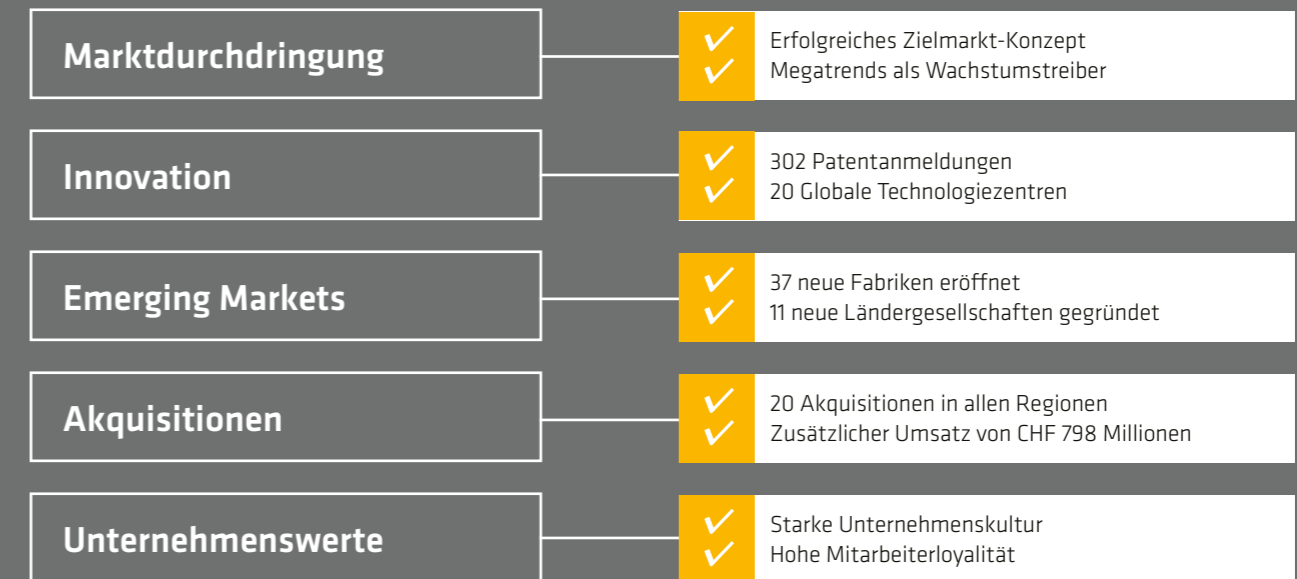 Marktdurchdringung
Erfolgreiches Zielmarkt-Konzept
Megatrends als Wachstumstreiber
Innovation
302 Patentanmeldungen
20 Globale Technologiezentren
Emerging Markets
37 neue Fabriken eröffnet
11 neue Ländergesellschaften gegründet
Akquisitionen
20 Akquisitionen in allen Regionen
Zusätzlicher Umsatz von CHF 798 Millionen
Unternehmenswerte
Starke Unternehmenskultur
Hohe Mitarbeiterloyalität